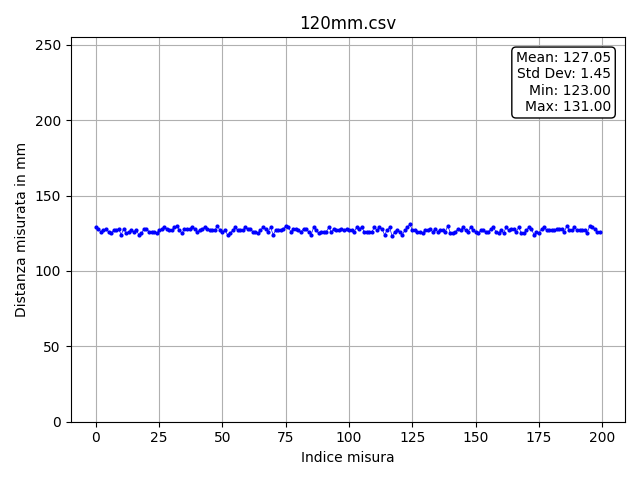 120mm.csv
Mean: 127.05
Std Dev: 1.45
Min: 123.00
Max: 131.00
Distanza misurata in mm
250
200
150
100
50
0
0 25 50 75 100 125 150 175 200
Indice misura